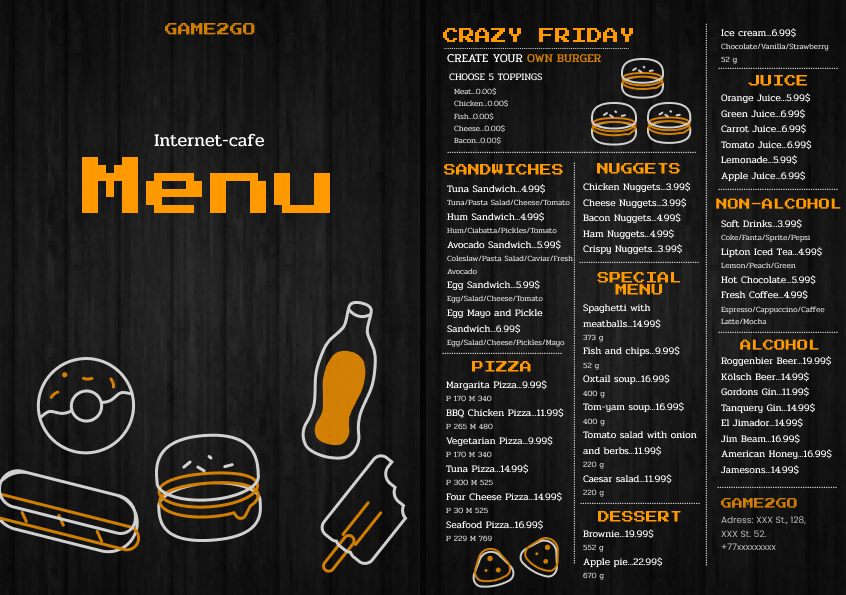 GAME2GO
Internet-cafe
Menu
CRAZY FRIDAY
CREATE YOUR OWN BURGER
CHOOSE 5 TOPPINGS
Meat...0.00$
Chicken...0.00$
Fish...0.00$
Cheese...0.00$
Bacon...0.00$
SANDWICHES
Tuna Sandwich...4.99$
Tuna/Pasta Salad/Cheese/Tomato
Hum Sandwich...4.99$
Hum/Ciabatta/Pickles/Tomato
Avocado Sandwich...5.99$
Coleslaw/Pasta Salad/Caviar/Fresh
Avocado
Egg Sandwich...5.99$
Egg/Salad/Cheese/Tomato
Egg Mayo and Pickle
Sandwich...6.99$
Egg/Salad/Cheese/Pickles/Mayo
PIZZA
Margarita Pizza...9.99$
P 170 M 340
BBQ Chicken Pizza...11.99$
P 265 M 480
Vegetarian Pizza...9.99$
P 170 M 340
Tuna Pizza...14.99$
P 300 M 525
Four Cheese Pizza...14.99$
P 30 M 525
Seafood Pizza...16.99$
P 229 M 769
NUGGETS
Chicken Nuggets...3.99$
Cheese Nuggets...3.99$
Bacon Nuggets...4.99$
Ham Nuggets...4.99$
Crispy Nuggets...3.99$
SPECIAL
MENU
Spaghetti with
meatballs...14.99$
373 g
Fish and chips...9.99$
52 g
Oxtail soup...16.99$
400 g
Tom-yam soup...16.99$
400 g
Tomato salad with onion
and berbs...11.99$
220 g
Caesar salad...11.99$
220 g
DESSERT
Brownie...19.99$
552 g
Apple pie...22.99$
670 g
Ice cream...6.99$
Chocolate/Vanilla/Strawberry
52 g
JUICE
Orange Juice...5.99$
Green Juice...6.99$
Carrot Juice...6.99$
Tomato Juice...6.99$
Lemonade...5.99$
Apple Juice...6.99$
NON-ALCOHOL
Soft Drinks...3.99$
Coke/Fanta/Sprite/Pepsi
Lipton Iced Tea...4.99$
Lemon/Peach/Green
Hot Chocolate...5.99$
Fresh Coffee...4.99$
Espresso/Cappuccino/Caffee
Latte/Mocha
ALCOHOL
Roggenbier Beer...19.99$
Kölsch Beer...14.99$
Gordons Gin...11.99$
Tanquery Gin...14.99$
El Jimador...14.99$
Jim Beam...16.99$
American Honey...16.99$
Jamesons...14.99$
GAME2GO
Adress: XXX St., 128,
XXX St. 52.
+77xxxxxxxxx